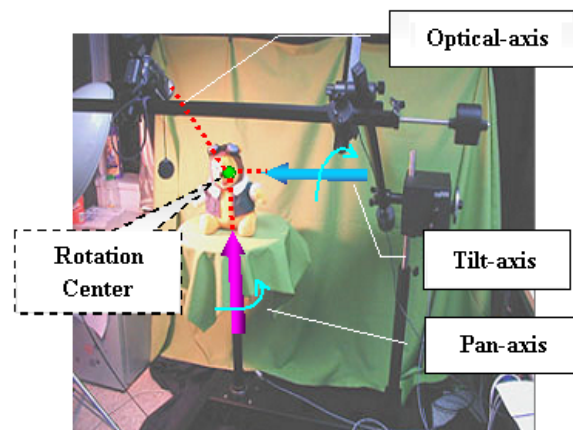 Optical-axis
Rotation
Center
Tilt-axis
Pan-axis